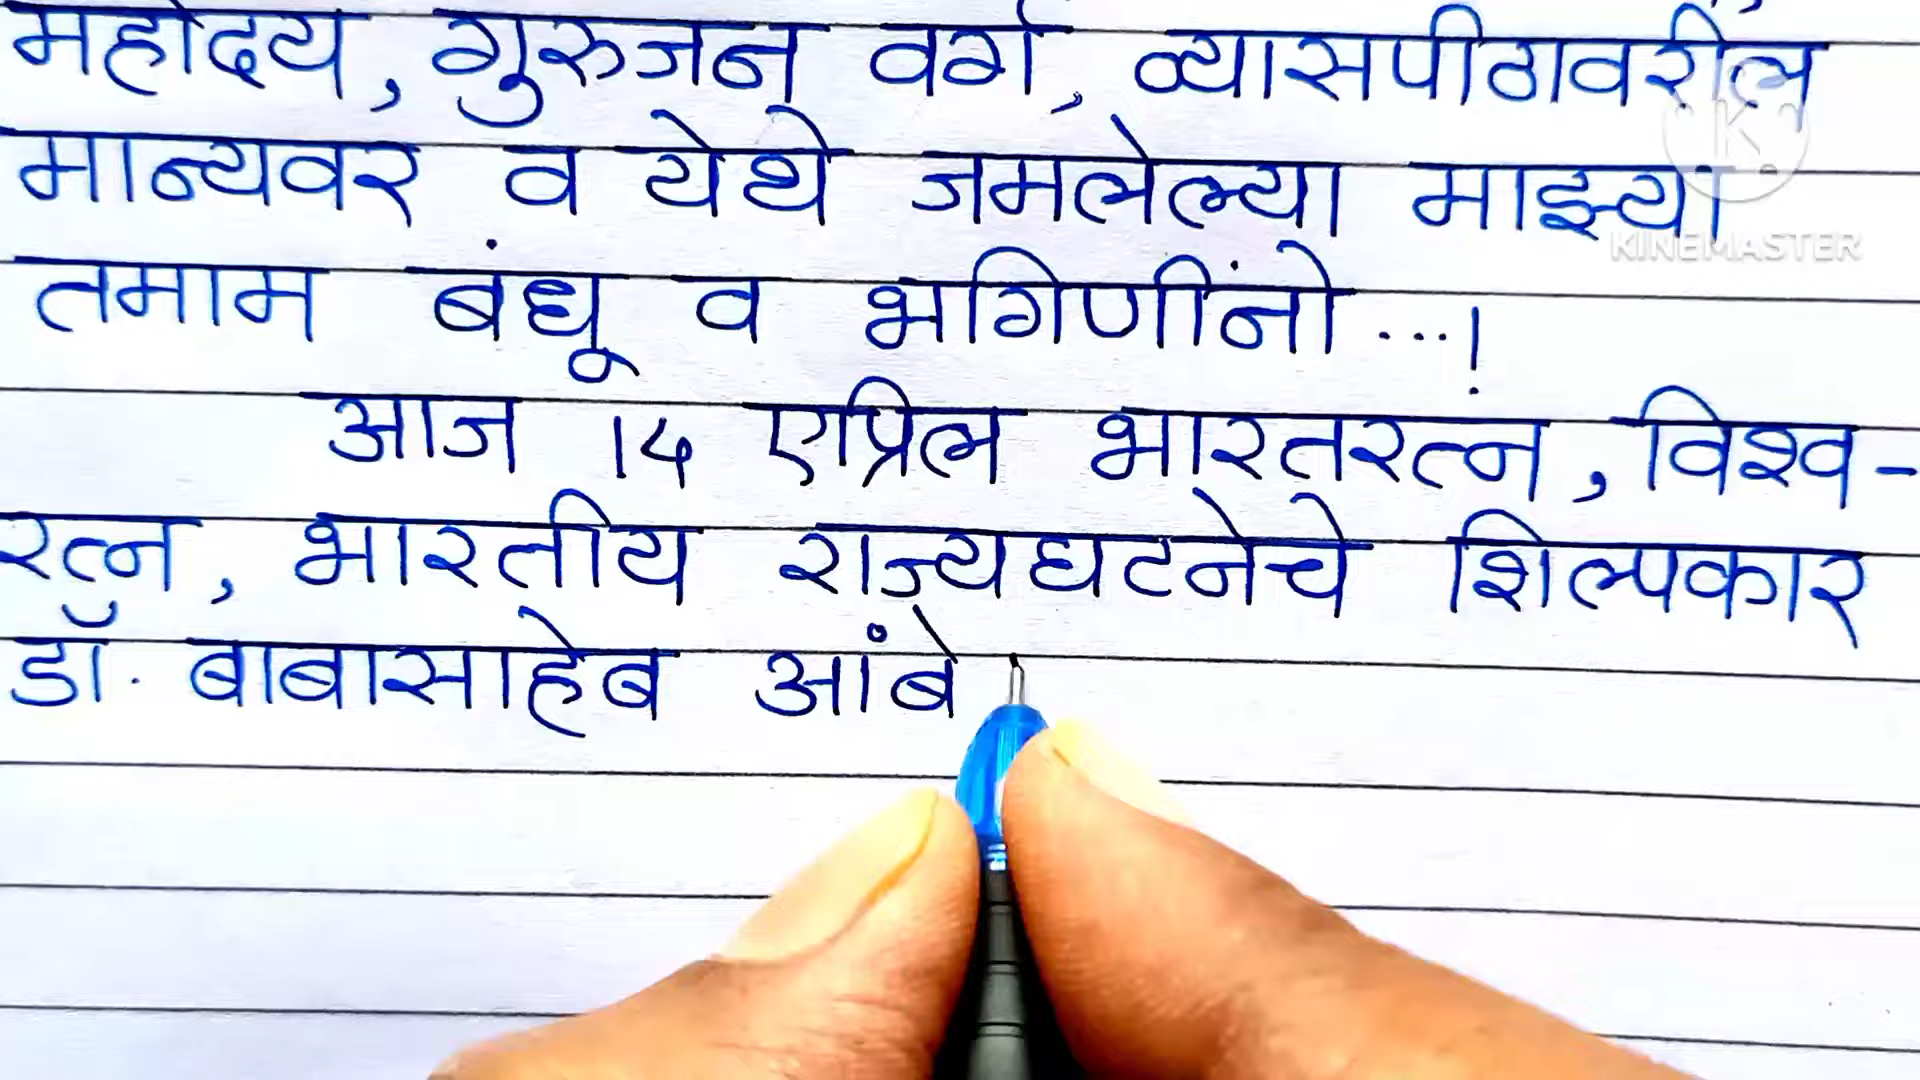 महोदय, गुरुजन वर्ग, व्यासपीठावरील
मान्यवर व येथे जमलेल्या माझ्या
KINEMASTER
तमाम बंधू व भगिणींनो ...!
आज 14 एप्रिल भारतरत्न, विश्व-
रत्न, भारतीय राज्यघटनेचे शिल्पकार
डॉ. बाबासाहेब आंबे